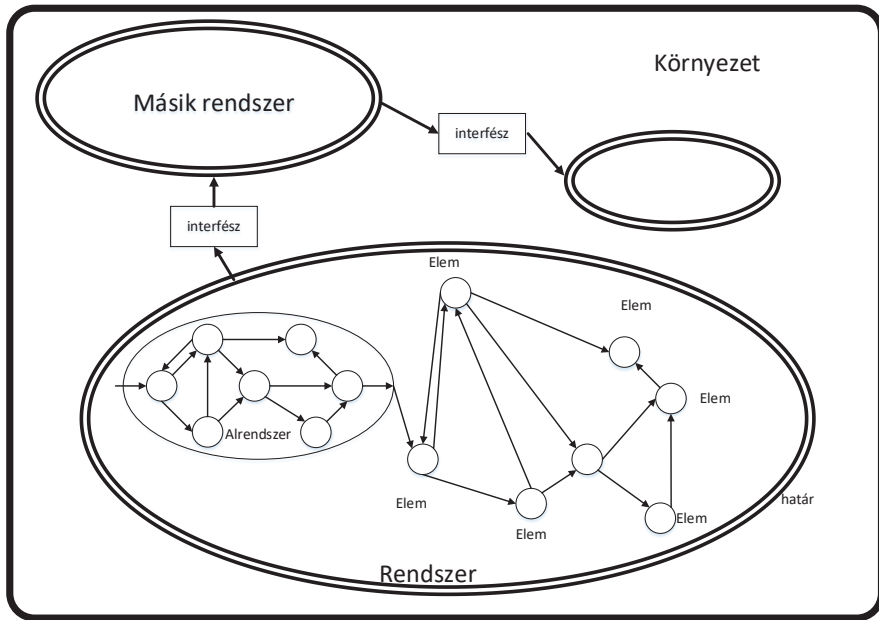 Környezet
Másik rendszer
interfész
interfész
Elem
Elem
Elem
Alrendszer
Elem
határ
Elem
Elem
Rendszer